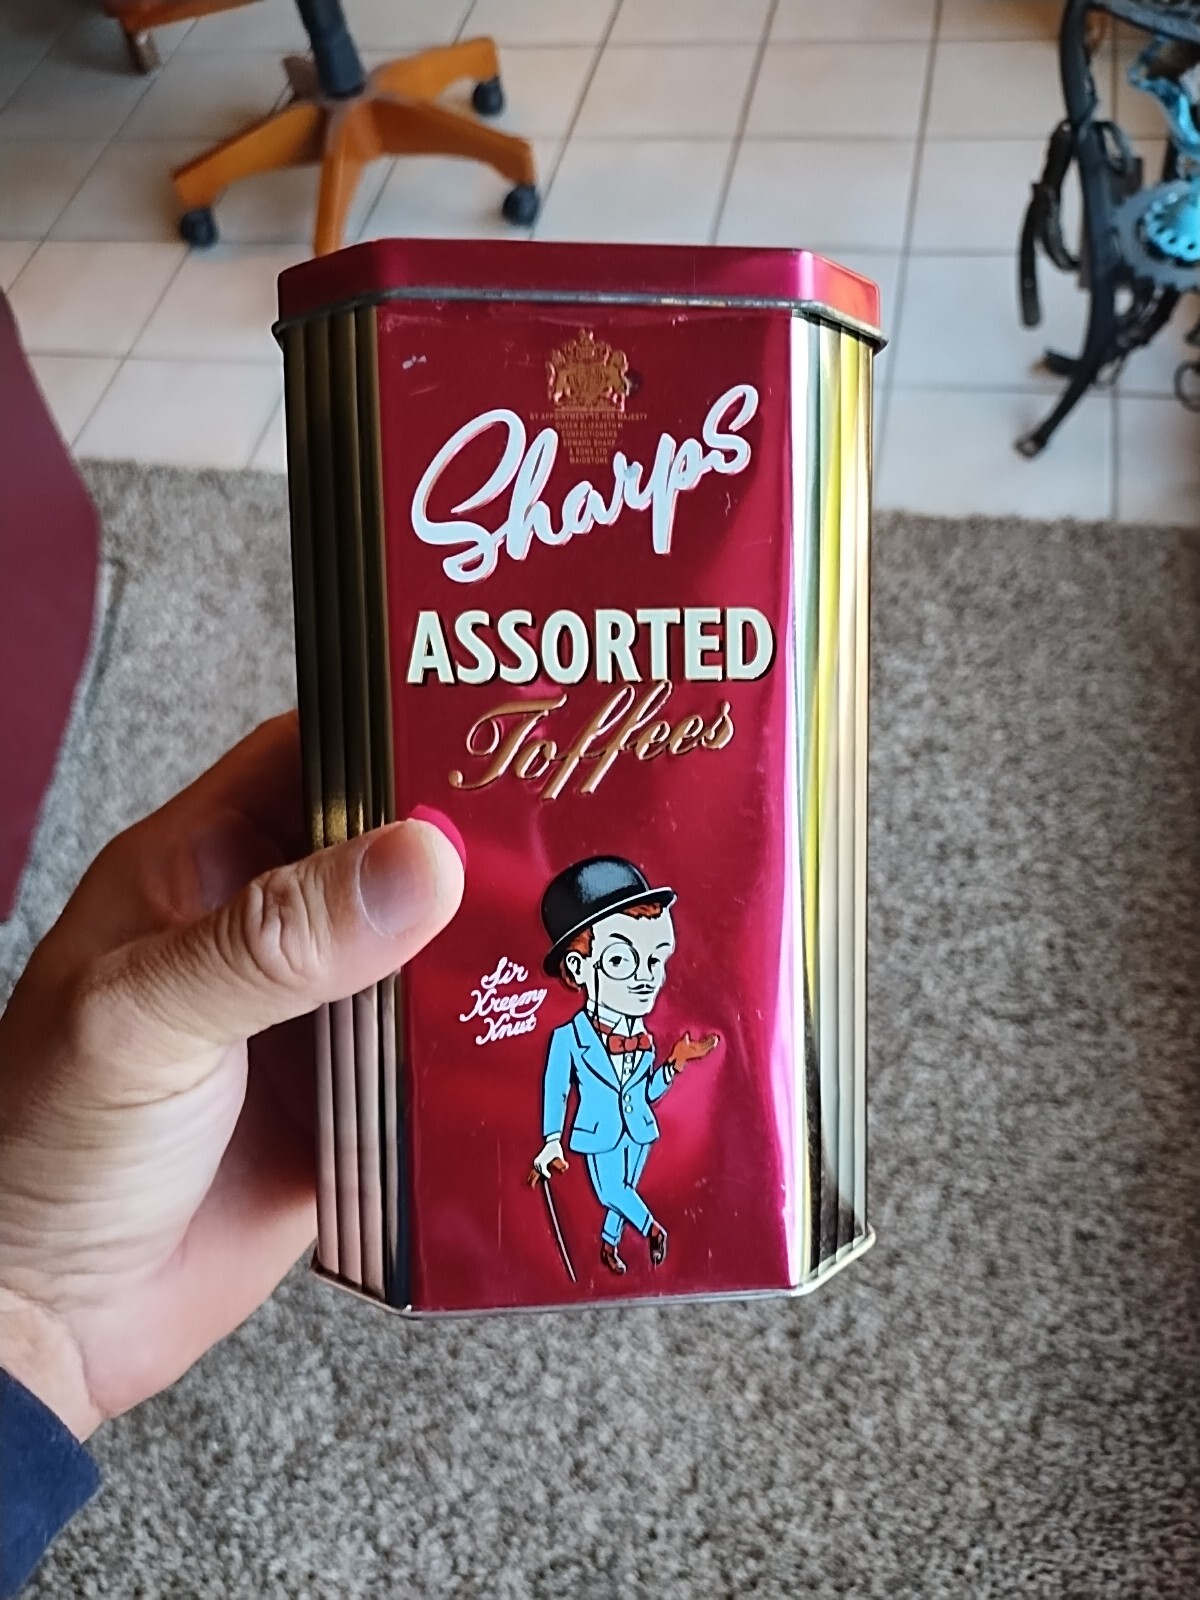 BY APPOINTMENT TO HER MAJESTY
QUEEN ELIZABETH II
CONFECTIONERS
EDWARD SHARP
& SONS LTD
MAIDSTONE
Sharps
ASSORTED
Toffees
Sir
Kreemy
Knut